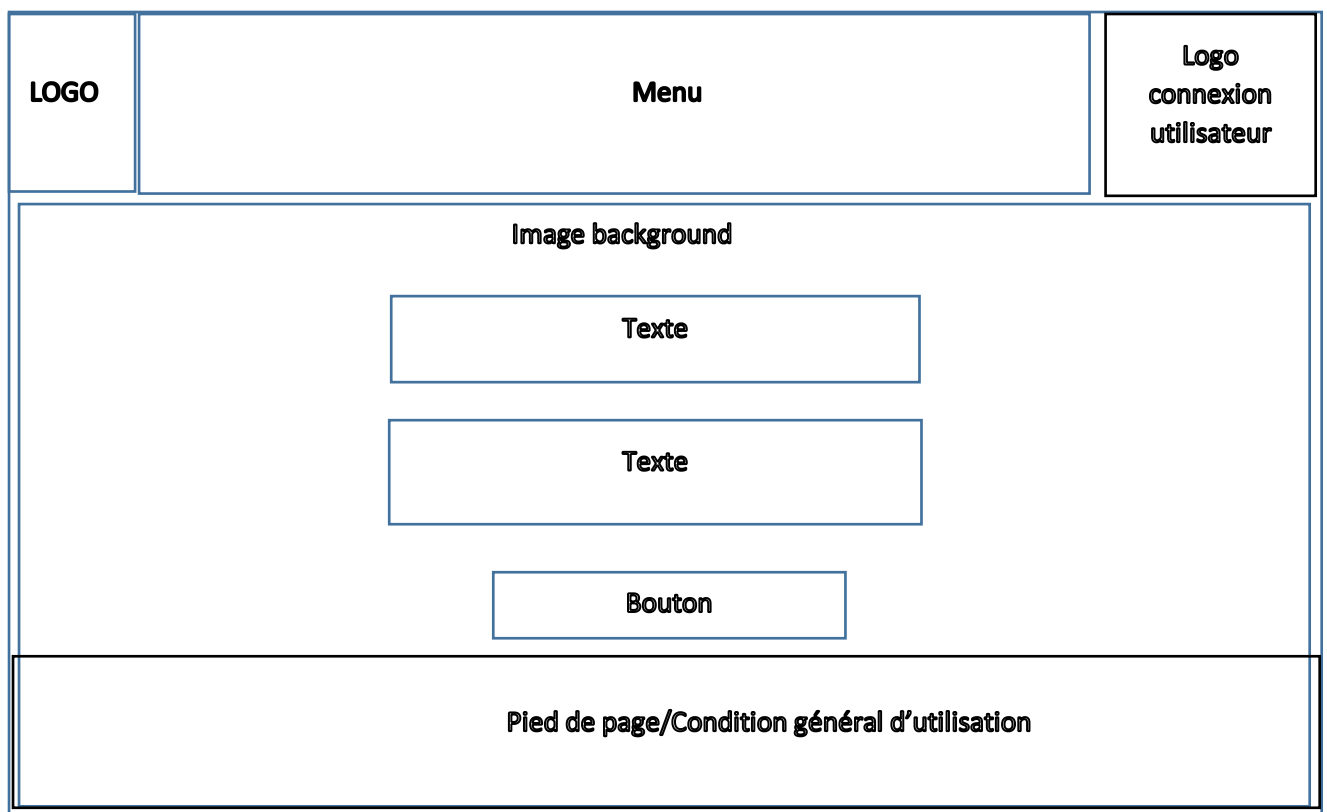 LOGO
Menu
Logo
connexion
utilisateur
Image background
Texte
Texte
Bouton
Pied de page/Condition général d’utilisation